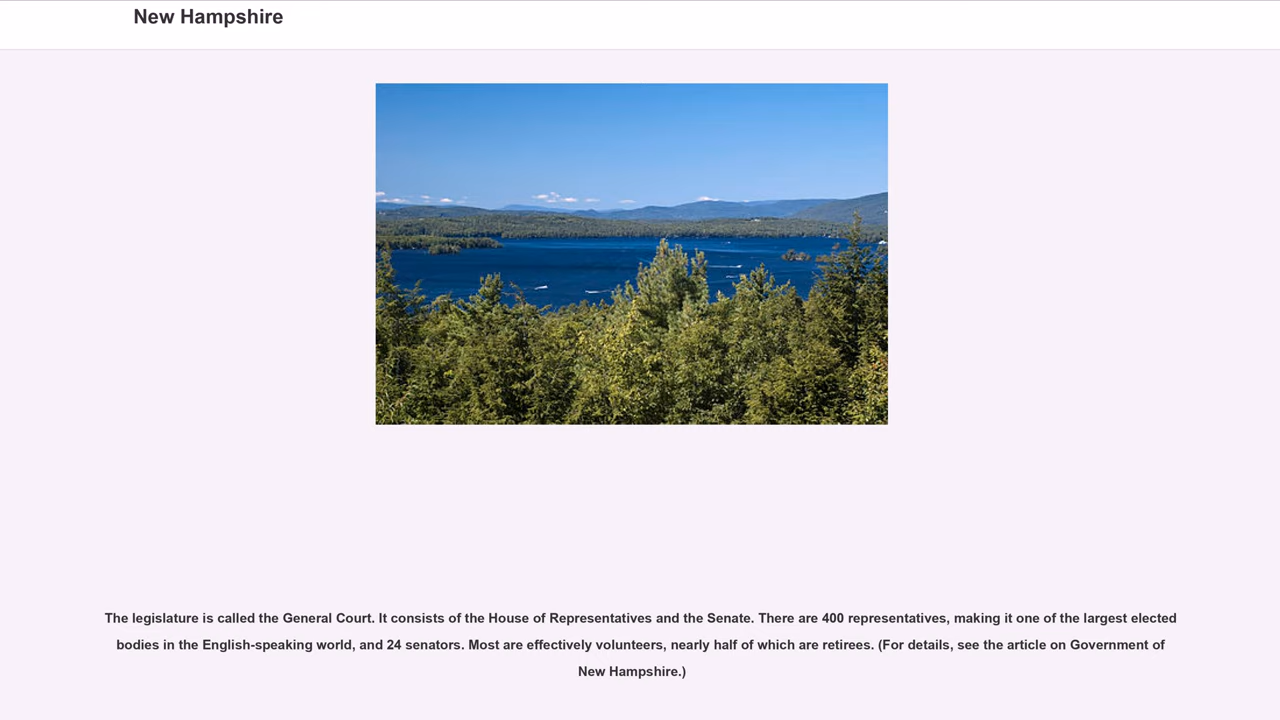 New Hampshire
The legislature is called the General Court. It consists of the House of Representatives and the Senate. There are 400 representatives, making it one of the largest elected
bodies in the English-speaking world, and 24 senators. Most are effectively volunteers, nearly half of which are retirees. (For details, see the article on Government of
New Hampshire.)